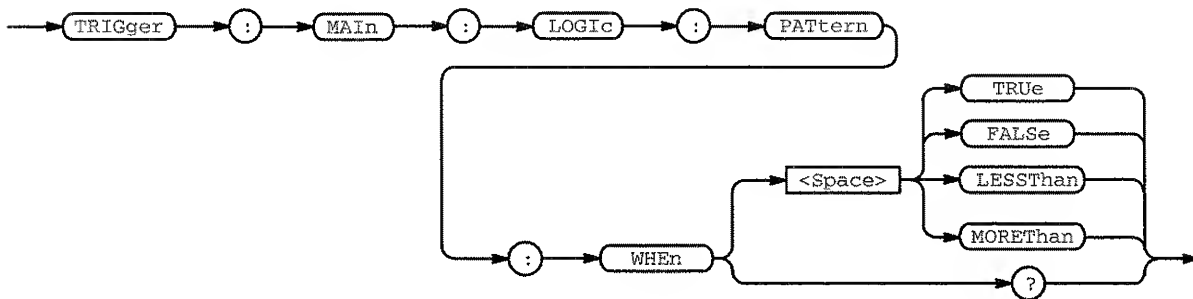 TRIGger : MAIn : LOGIc : PATtern
TRUe
FALSe
<Space> LESSThan
MOREThan
: WHEn
?